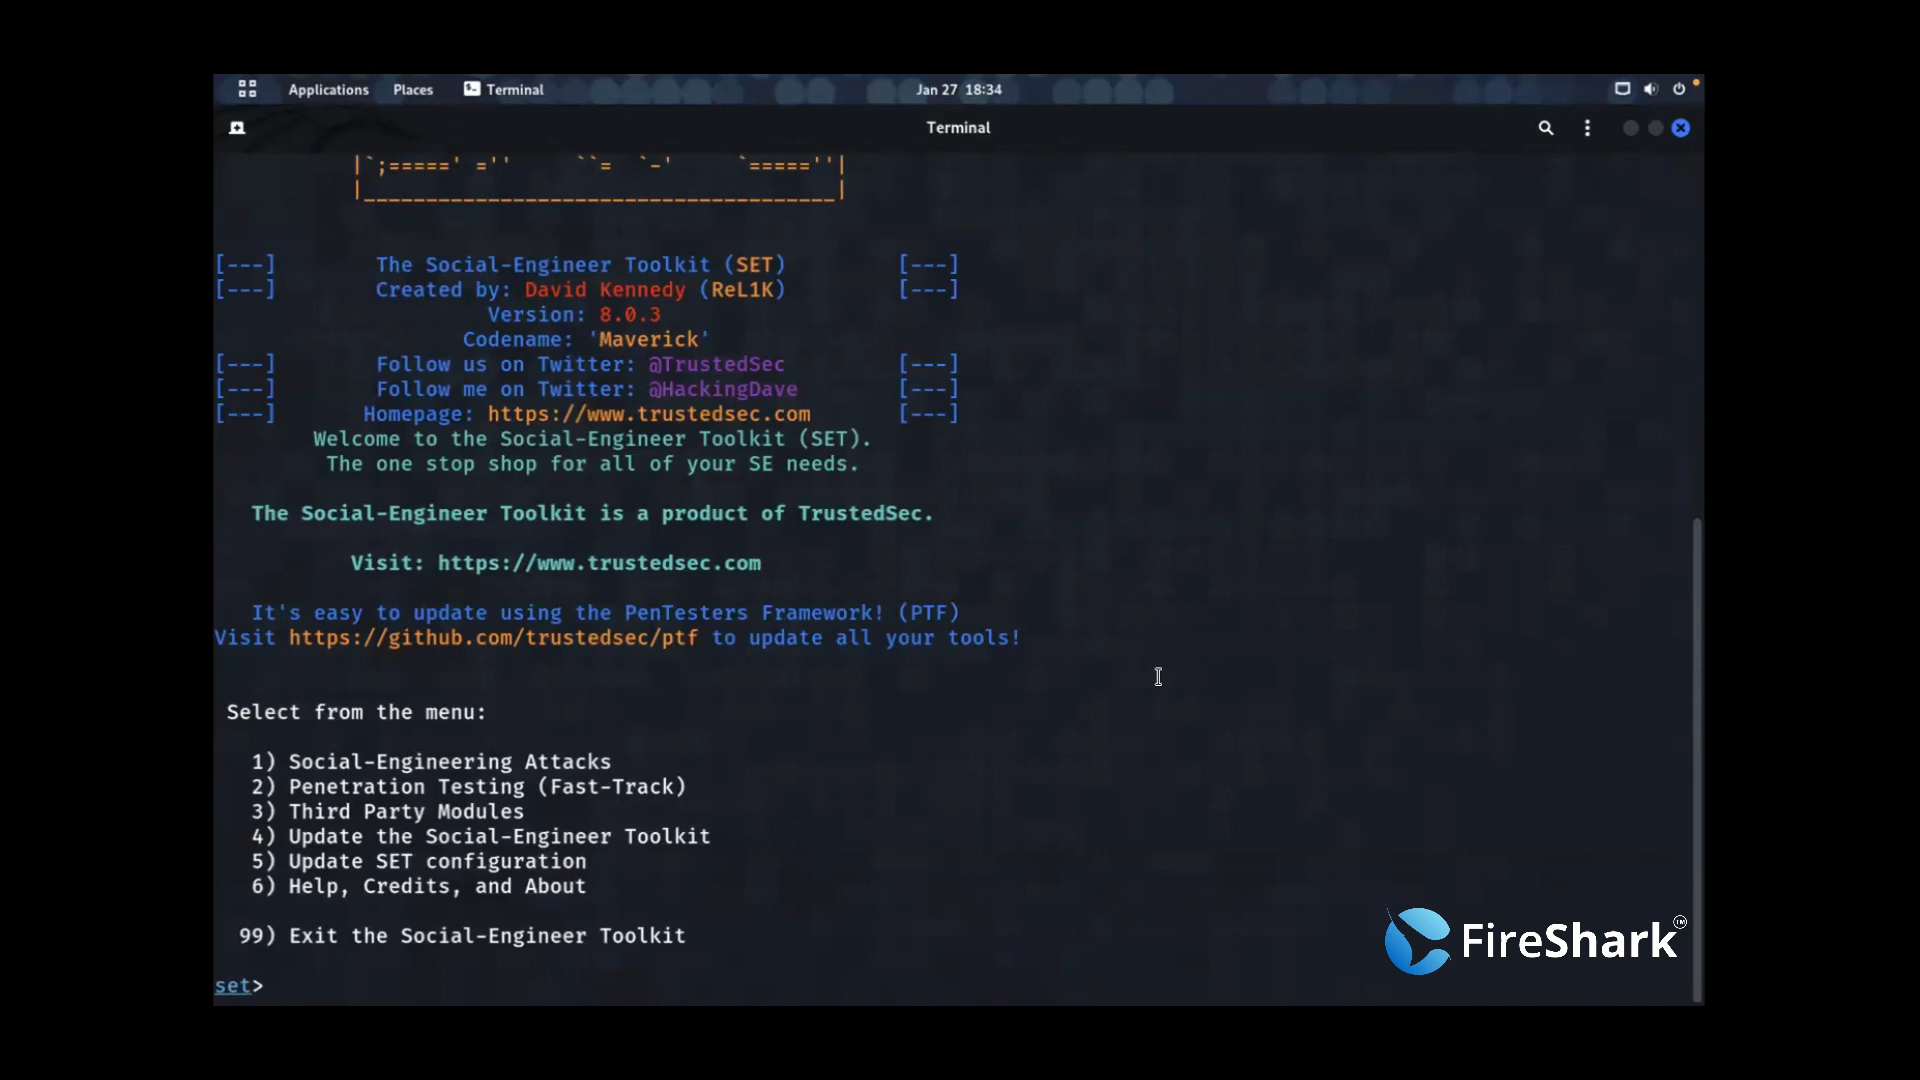 Applications Places Terminal Jan 27 18:34
Terminal
|`;=====' =''     ``=  `-'     `=====''|
|______________________________________|
[---] The Social-Engineer Toolkit (SET) [---]
[---] Created by: David Kennedy (ReL1K) [---]
Version: 8.0.3
Codename: 'Maverick'
[---] Follow us on Twitter: @TrustedSec [---]
[---] Follow me on Twitter: @HackingDave [---]
[---] Homepage: https://www.trustedsec.com [---]
Welcome to the Social-Engineer Toolkit (SET).
The one stop shop for all of your SE needs.
The Social-Engineer Toolkit is a product of TrustedSec.
Visit: https://www.trustedsec.com
It's easy to update using the PenTesters Framework! (PTF)
Visit https://github.com/trustedsec/ptf to update all your tools!
Select from the menu:
1) Social-Engineering Attacks
2) Penetration Testing (Fast-Track)
3) Third Party Modules
4) Update the Social-Engineer Toolkit
5) Update SET configuration
6) Help, Credits, and About
99) Exit the Social-Engineer Toolkit
set>
FireShark™